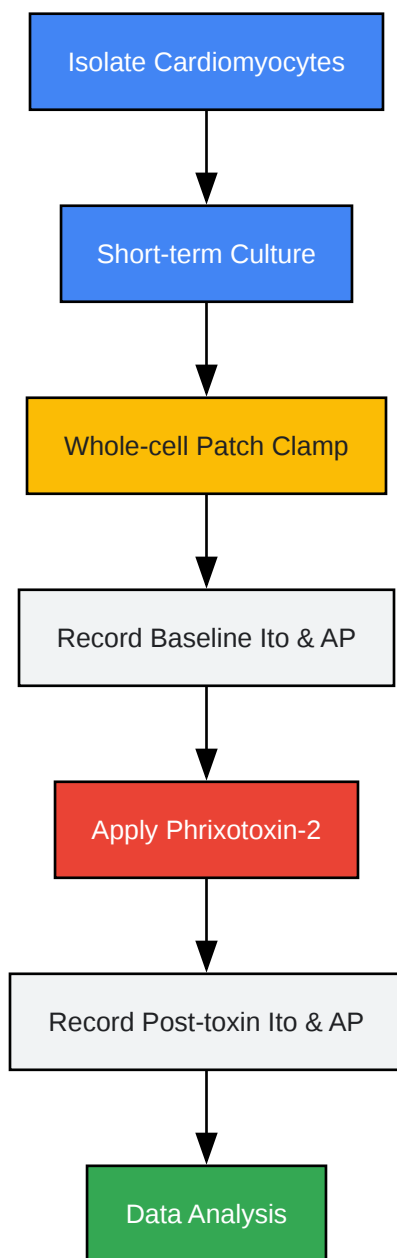 Isolate Cardiomyocytes
Short-term Culture
Whole-cell Patch Clamp
Record Baseline Ito & AP
Apply Phrixotoxin-2
Record Post-toxin Ito & AP
Data Analysis